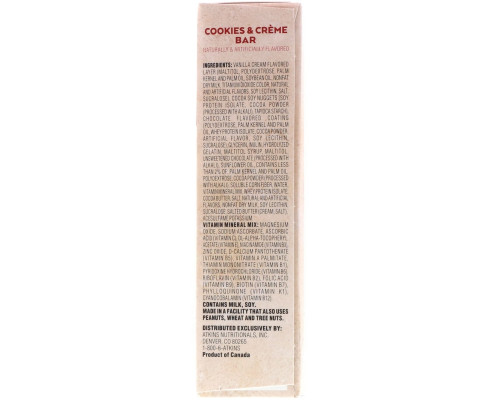 COOKIES & CRÈME
BAR
NATURALLY & ARTIFICIALLY FLAVORED
INGREDIENTS: VANILLA CREAM FLAVORED
LAYER (MALTITOL, POLYDEXTROSE, PALM
KERNEL AND PALM OIL, SOYBEAN OIL, NONFAT
DRY MILK, TITANIUM DIOXIDE COLOR, NATURAL
AND ARTIFICIAL FLAVORS, SOY LECITHIN, SALT,
SUCRALOSE), COCOA SOY NUGGETS (SOY
PROTEIN ISOLATE, COCOA POWDER
(PROCESSED WITH ALKALI), TAPIOCA STARCH),
CHOCOLATE FLAVORED COATING
(POLYDEXTROSE, PALM KERNEL AND PALM
OIL, WHEY PROTEIN ISOLATE, COCOA POWDER,
ARTIFICIAL FLAVOR, SOY LECITHIN,
SUCRALOSE), GLYCERIN, INULIN, HYDROLYZED
GELATIN, MALTITOL SYRUP, MALTITOL,
UNSWEETENED CHOCOLATE (PROCESSED WITH
ALKALI), SUNFLOWER OIL. CONTAINS LESS
THAN 2% OF: PALM KERNEL AND PALM OIL,
POLYDEXTROSE, COCOA POWDER (PROCESSED
WITH ALKALI), SOLUBLE CORN FIBER, WATER,
VITAMIN MINERAL MIX, WHEY PROTEIN ISOLATE,
COCOA BUTTER, SALT, NATURAL AND ARTIFICIAL
FLAVORS, NONFAT DRY MILK, SOY LECITHIN,
SUCRALOSE, SALTED BUTTER (CREAM, SALT),
ACESULFAME POTASSIUM.
VITAMIN MINERAL MIX: MAGNESIUM
OXIDE, SODIUM ASCORBATE, ASCORBIC
ACID (VITAMIN C), DL-ALPHA-TOCOPHERYL
ACETATE (VITAMIN E), NIACINAMIDE (VITAMIN B3),
ZINC OXIDE, D-CALCIUM PANTOTHENATE
(VITAMIN B5), VITAMIN A PALMITATE,
THIAMIN MONONITRATE (VITAMIN B1),
PYRIDOXINE HYDROCHLORIDE (VITAMIN B6),
RIBOFLAVIN (VITAMIN B2), FOLIC ACID
(VITAMIN B9), BIOTIN (VITAMIN B7),
PHYLLOQUINONE (VITAMIN K1),
CYANOCOBALAMIN (VITAMIN B12).
CONTAINS MILK, SOY.
MADE IN A FACILITY THAT ALSO USES
PEANUTS, WHEAT AND TREE NUTS.
DISTRIBUTED EXCLUSIVELY BY:
ATKINS NUTRITIONALS, INC.
DENVER, CO 80265
1-800-6-ATKINS
Product of Canada